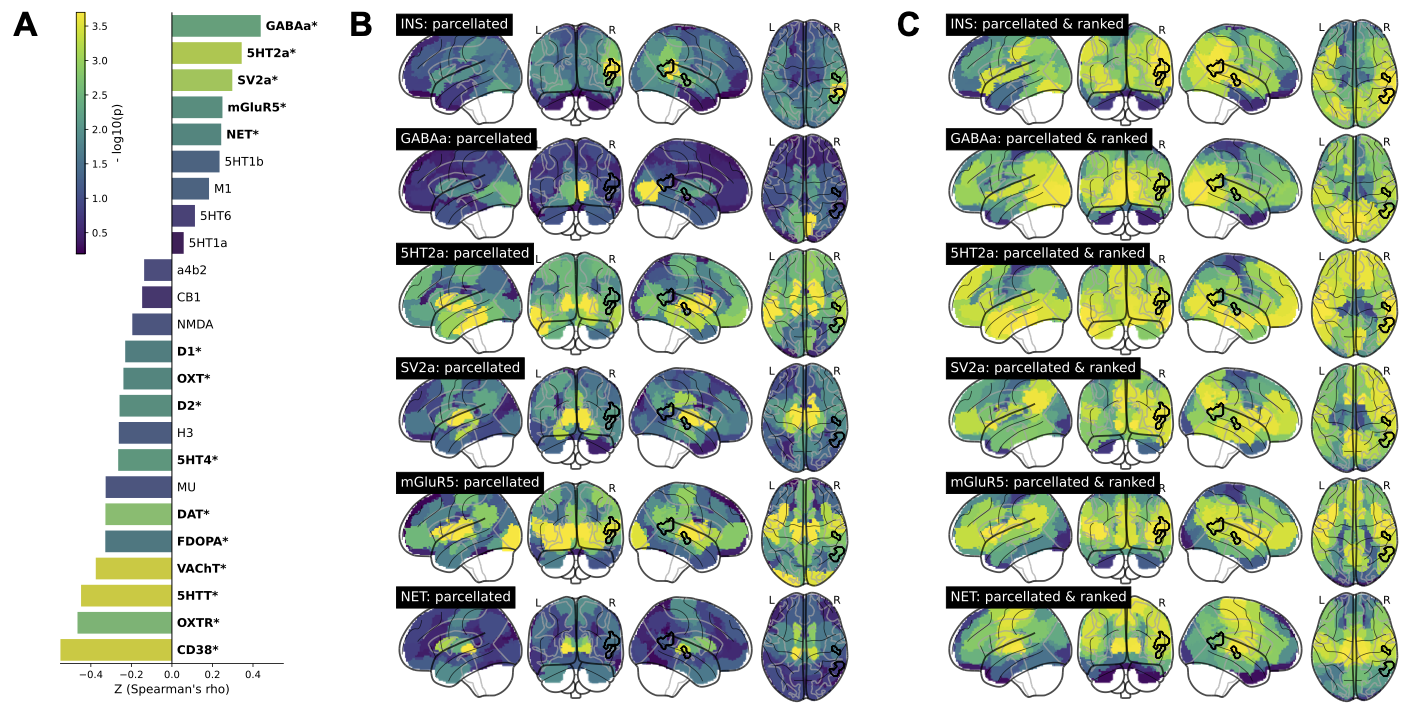 A
3.5
3.0
2.5
2.0
1.5
1.0
0.5
- log10(p)
GABAa*
5HT2a*
SV2a*
mGluR5*
NET*
5HT1b
M1
5HT6
5HT1a
a4b2
CB1
NMDA
D1*
OXT*
D2*
H3
5HT4*
MU
DAT*
FDOPA*
VAChT*
5HTT*
OXTR*
CD38*
−0.4
−0.2
0.0
0.2
0.4
Z (Spearman's rho)
B
INS: parcellated
L
R
L
R
GABAa: parcellated
L
R
L
R
5HT2a: parcellated
L
R
L
R
SV2a: parcellated
L
R
L
R
mGluR5: parcellated
R
L
R
NET: parcellated
L
R
L
R
C
INS: parcellated & ranked
R
L
R
GABAa: parcellated & ranked
R
L
R
5HT2a: parcellated & ranked
R
L
R
SV2a: parcellated & ranked
R
L
R
mGluR5: parcellated & ranked
R
L
R
NET: parcellated & ranked
R
L
R